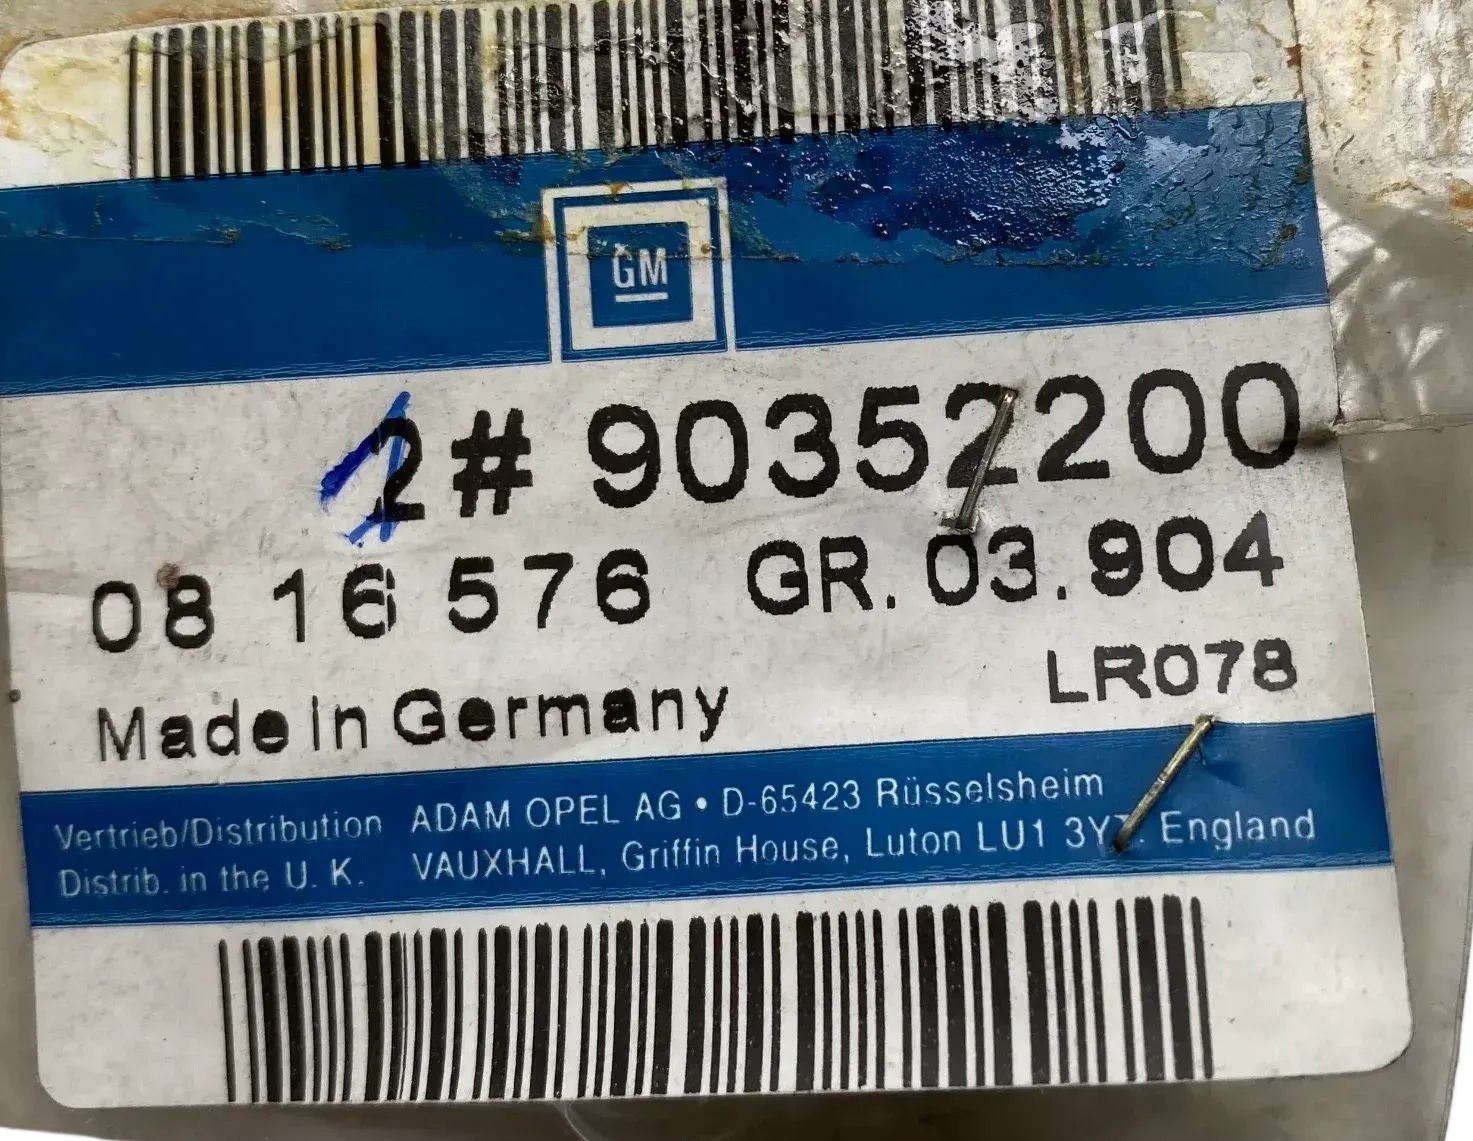 GM
2# 90352200
08 16 576 GR. 03.904
LR078
Made in Germany
Vertrieb/Distribution ADAM OPEL AG • D-65423 Rüsselsheim
Distrib. in the U. K. VAUXHALL, Griffin House, Luton LU1 England